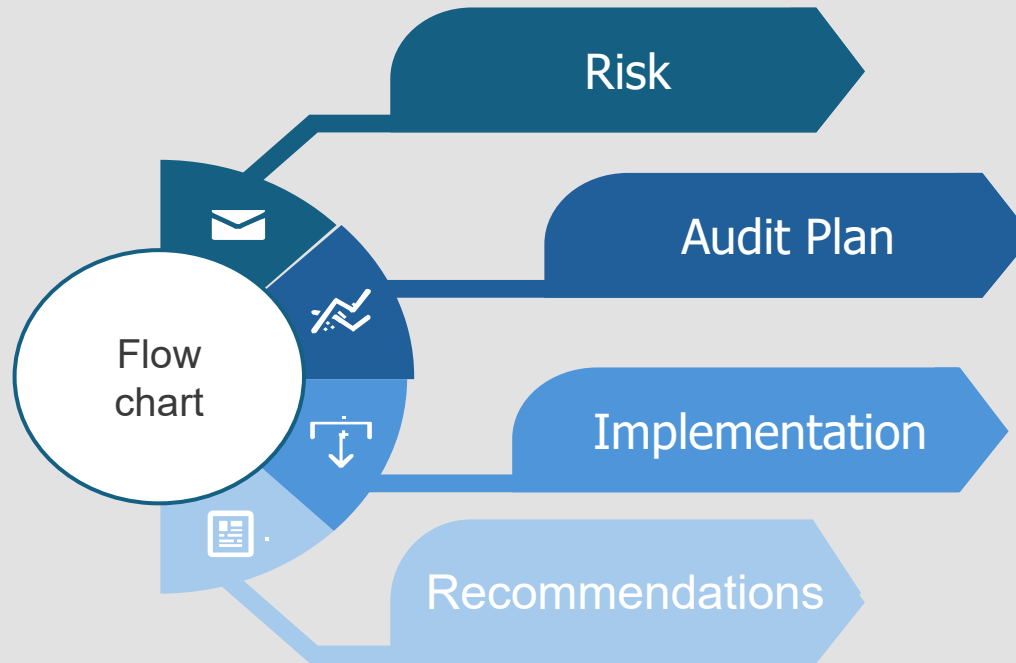 Risk
Audit Plan
Flow
chart
Implementation
Recommendations